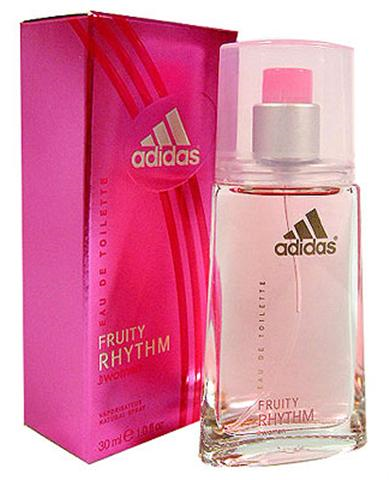 adidas
EAU DE TOILETTE
FRUITY
RHYTHM
women
VAPORISATEUR
NATURAL SPRAY
30 ml e 1.0 fl.oz
adidas®
EAU DE TOILETTE
FRUITY
RHYTHM
women